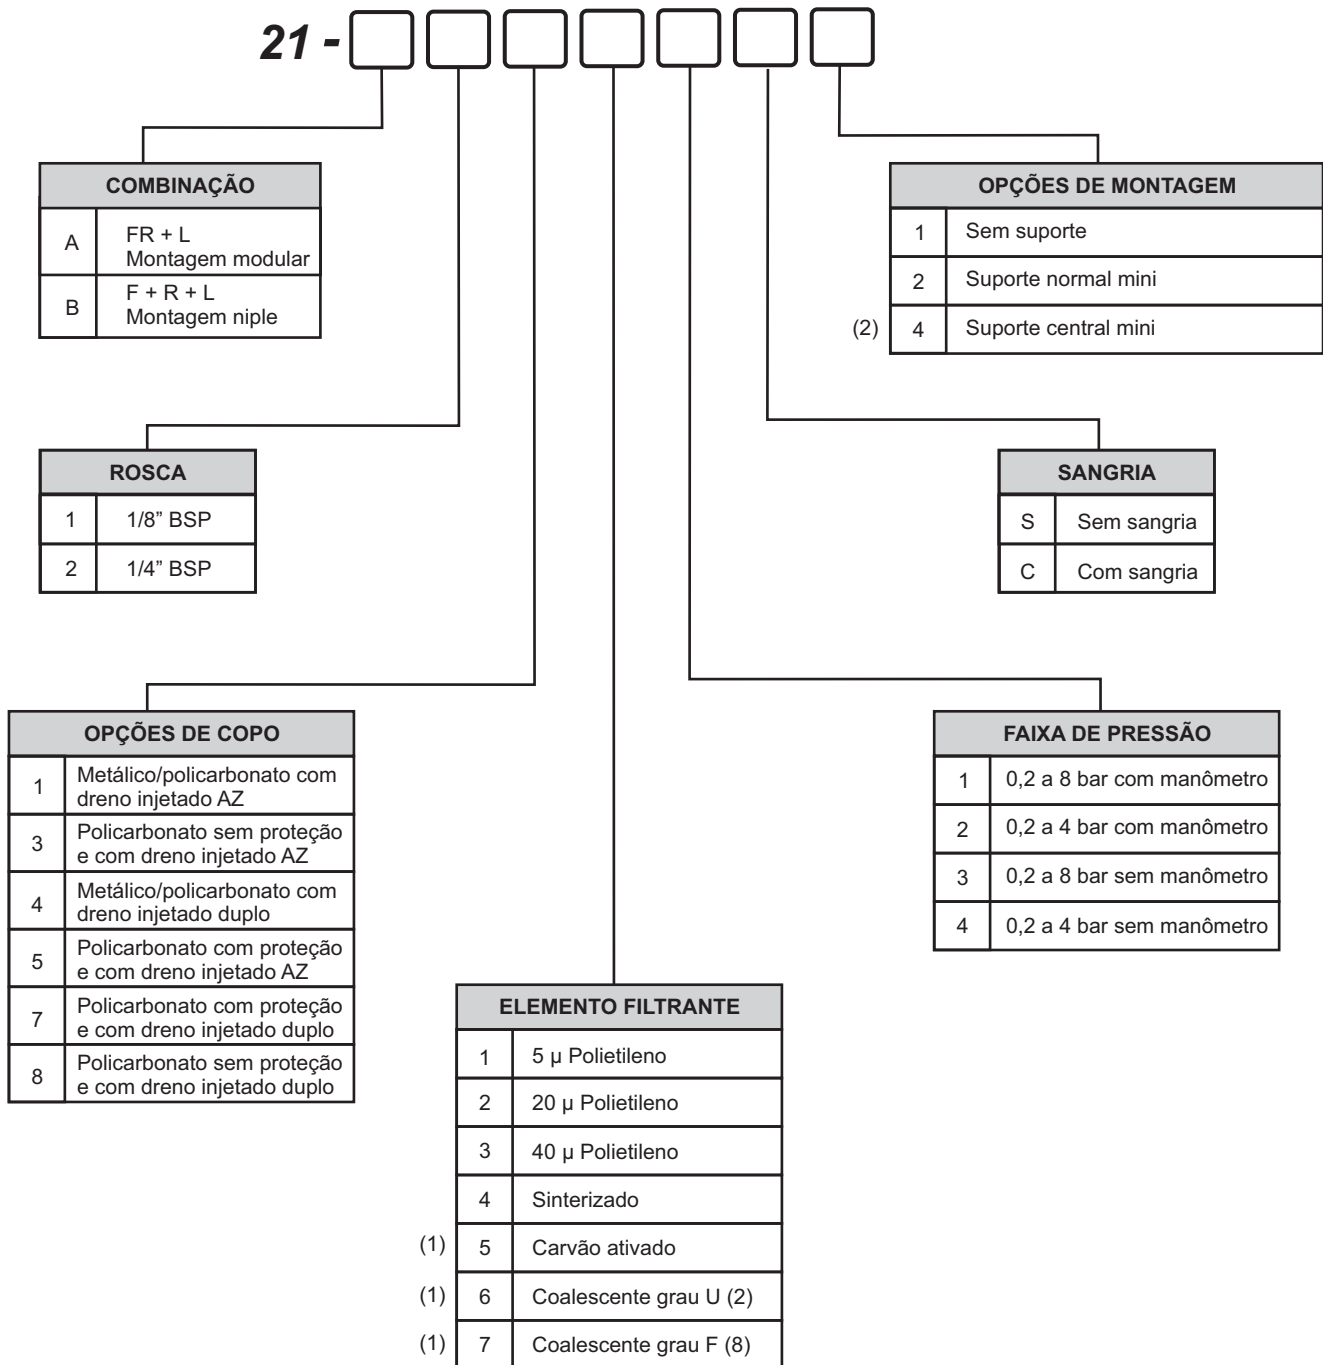 21 -
COMBINAÇÃO
A FR + L
Montagem modular
B F + R + L
Montagem niple
OPÇÕES DE MONTAGEM
1 Sem suporte
2 Suporte normal mini
(2) 4 Suporte central mini
ROSCA
1 1/8” BSP
2 1/4” BSP
SANGRIA
S Sem sangria
C Com sangria
OPÇÕES DE COPO
1 Metálico/policarbonato com
dreno injetado AZ
3 Policarbonato sem proteção
e com dreno injetado AZ
4 Metálico/policarbonato com
dreno injetado duplo
5 Policarbonato com proteção
e com dreno injetado AZ
7 Policarbonato com proteção
e com dreno injetado duplo
8 Policarbonato sem proteção
e com dreno injetado duplo
FAIXA DE PRESSÃO
1 0,2 a 8 bar com manômetro
2 0,2 a 4 bar com manômetro
3 0,2 a 8 bar sem manômetro
4 0,2 a 4 bar sem manômetro
ELEMENTO FILTRANTE
1 5 µ Polietileno
2 20 µ Polietileno
3 40 µ Polietileno
4 Sinterizado
(1) 5 Carvão ativado
(1) 6 Coalescente grau U (2)
(1) 7 Coalescente grau F (8)